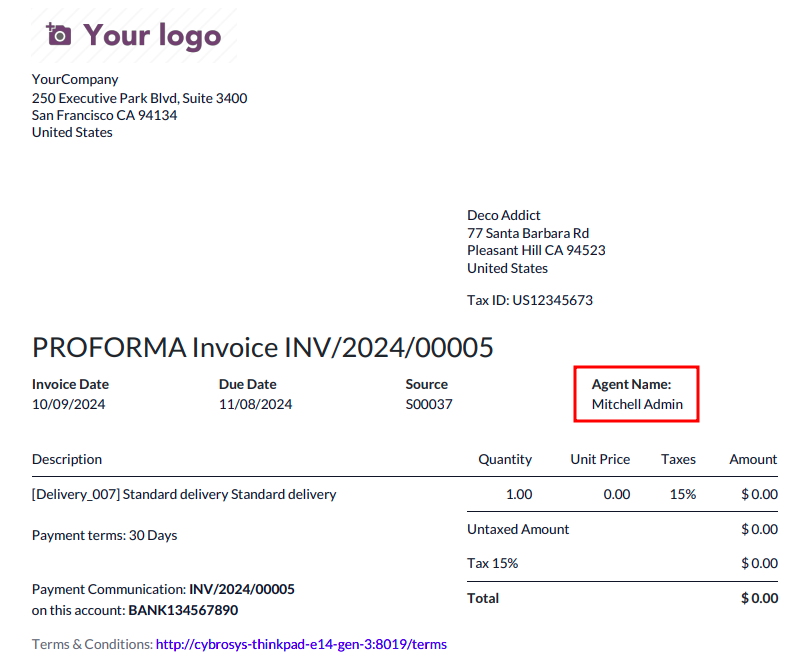 Your logo
YourCompany
250 Executive Park Blvd, Suite 3400
San Francisco CA 94134
United States
Deco Addict
77 Santa Barbara Rd
Pleasant Hill CA 94523
United States
Tax ID: US12345673
PROFORMA Invoice INV/2024/00005
Invoice Date Due Date Source Agent Name:
10/09/2024 11/08/2024 S00037 Mitchell Admin
Description Quantity Unit Price Taxes Amount
[Delivery_007] Standard delivery Standard delivery 1.00 0.00 15% $ 0.00
Untaxed Amount $ 0.00
Payment terms: 30 Days
Tax 15% $ 0.00
Payment Communication: INV/2024/00005
Total $ 0.00
on this account: BANK134567890
Terms & Conditions: http://cybrosys-thinkpad-e14-gen-3:8019/terms